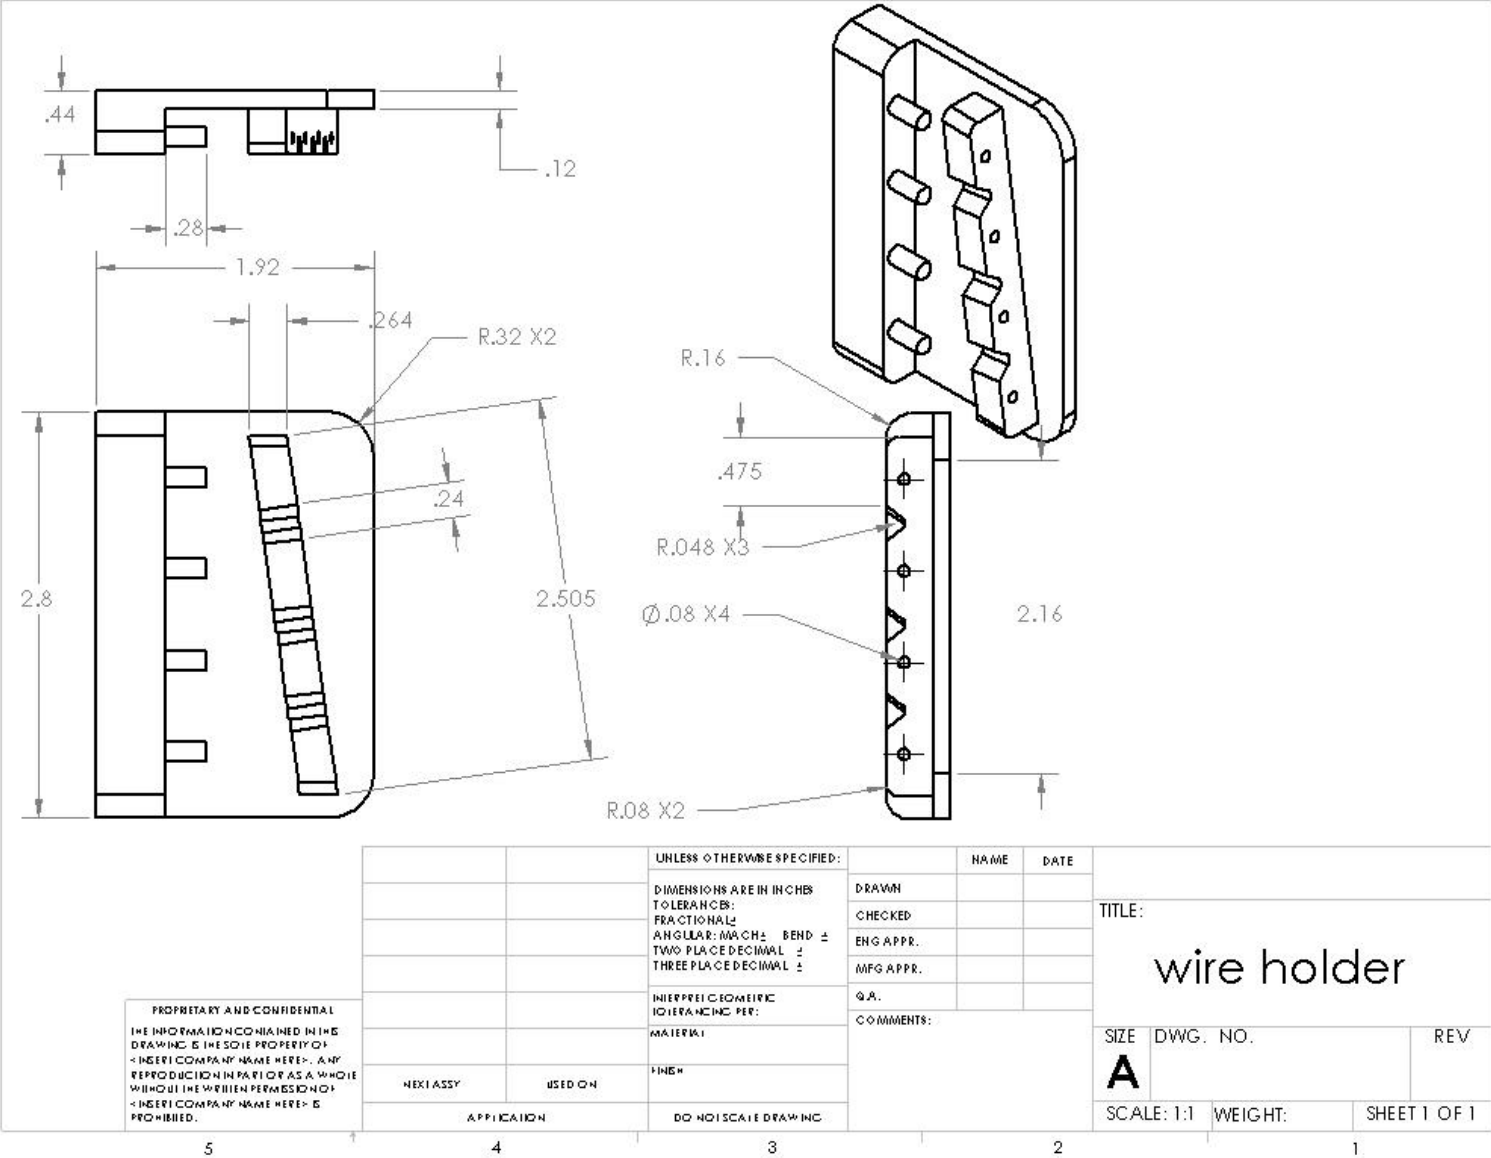 .44
.12
.28
1.92
.264
R.32 X2
R.16
.475
.24
R.048 X3
2.8
2.505
Ø.08 X4
2.16
R.08 X2
UNLESS OTHERWISE SPECIFIED:
NAME
DATE
DIMENSIONS ARE IN INCHES
TOLERANCES:
FRACTIONAL±
ANGULAR: MACH± BEND ±
TWO PLACE DECIMAL ±
THREE PLACE DECIMAL ±
DRAWN
CHECKED
ENG APPR.
MFG APPR.
Q.A.
COMMENTS:
INTERPRET GEOMETRIC
TOLERANCING PER:
MATERIAL
FINISH
DO NOT SCALE DRAWING
PROPRIETARY AND CONFIDENTIAL
THE INFORMATION CONTAINED IN THIS
DRAWING IS THE SOLE PROPERTY OF
<INSERT COMPANY NAME HERE>. ANY
REPRODUCTION IN PART OR AS A WHOLE
WITHOUT THE WRITTEN PERMISSION OF
<INSERT COMPANY NAME HERE> IS
PROHIBITED.
NEXT ASSY
USED ON
APPLICATION
TITLE:
wire holder
SIZE
DWG. NO.
REV
A
SCALE: 1:1
WEIGHT:
SHEET 1 OF 1
5
4
3
2
1